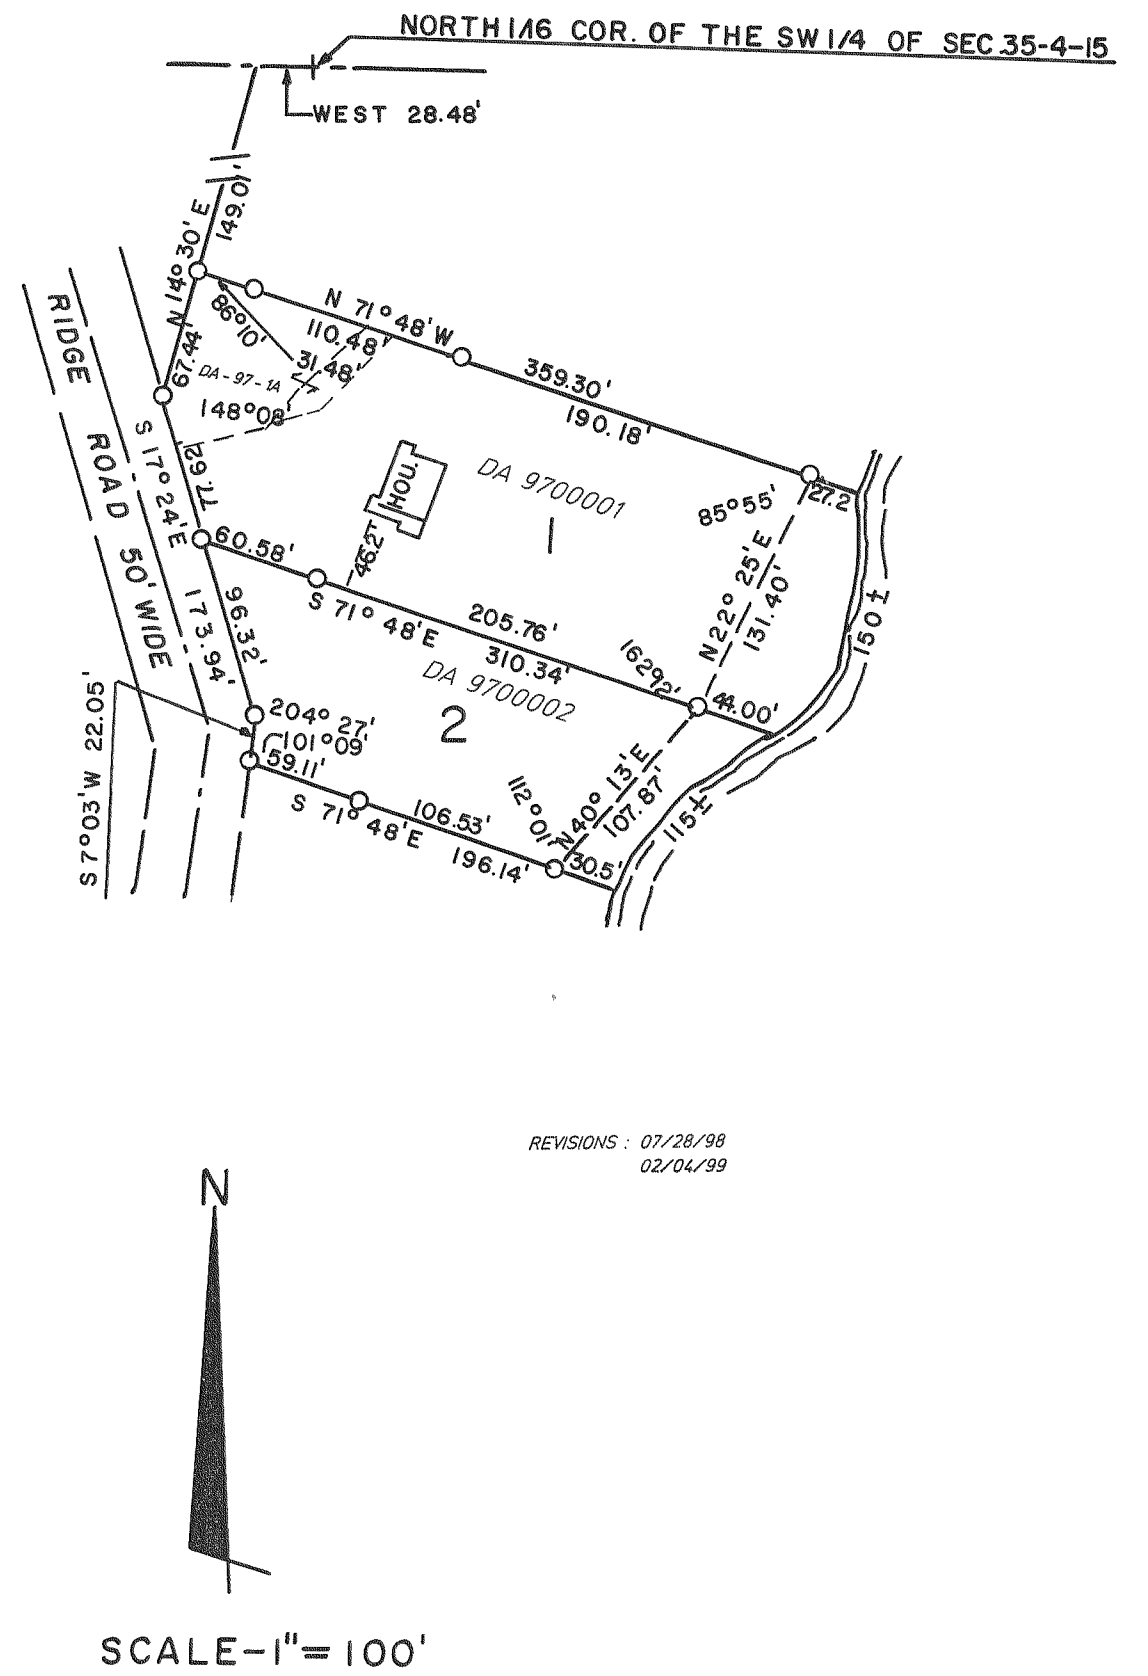 NORTH 1/16 COR. OF THE SW 1/4 OF SEC 35-4-15
WEST 28.48'
149.0'
N 14° 30' E
67.44'
86°10'
N 71° 48' W
110.48'
31.48'
359.30'
190.18'
DA-97-1A
148°08'
RIDGE ROAD 50' WIDE
S 17° 24' E
77.62
173.94'
HOU.
46.2'
DA 9700001
1
85°55'
27.2
N 22° 25' E
131.40'
150±
60.58'
S 71° 48' E
205.76'
310.34'
162°12'
44.00'
DA 9700002
2
96.32'
S 7°03' W 22.05'
204° 27'
101°09'
59.11'
S 71° 48' E
106.53'
196.14'
112°01'
N 40° 13' E
107.87'
30.5'
115±
REVISIONS : 07/28/98
02/04/99
N
SCALE-1"=100'